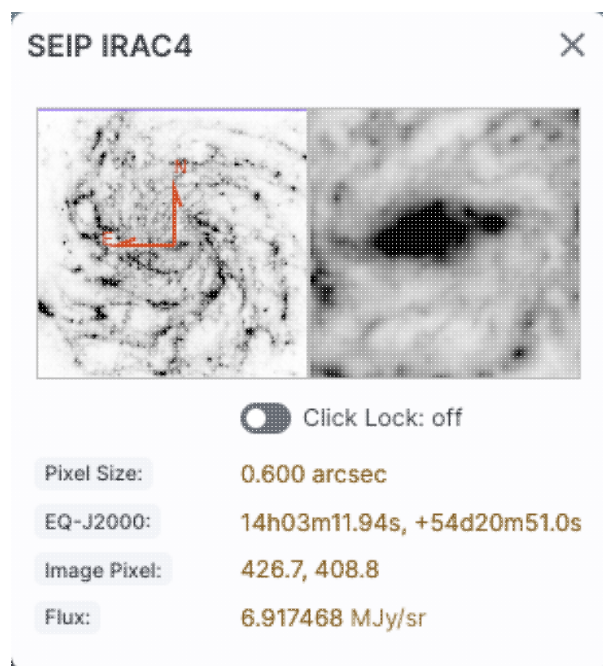 SEIP IRAC4
N
E
Click Lock: off
Pixel Size: 0.600 arcsec
EQ-J2000: 14h03m11.94s, +54d20m51.0s
Image Pixel: 426.7, 408.8
Flux: 6.917468 MJy/sr